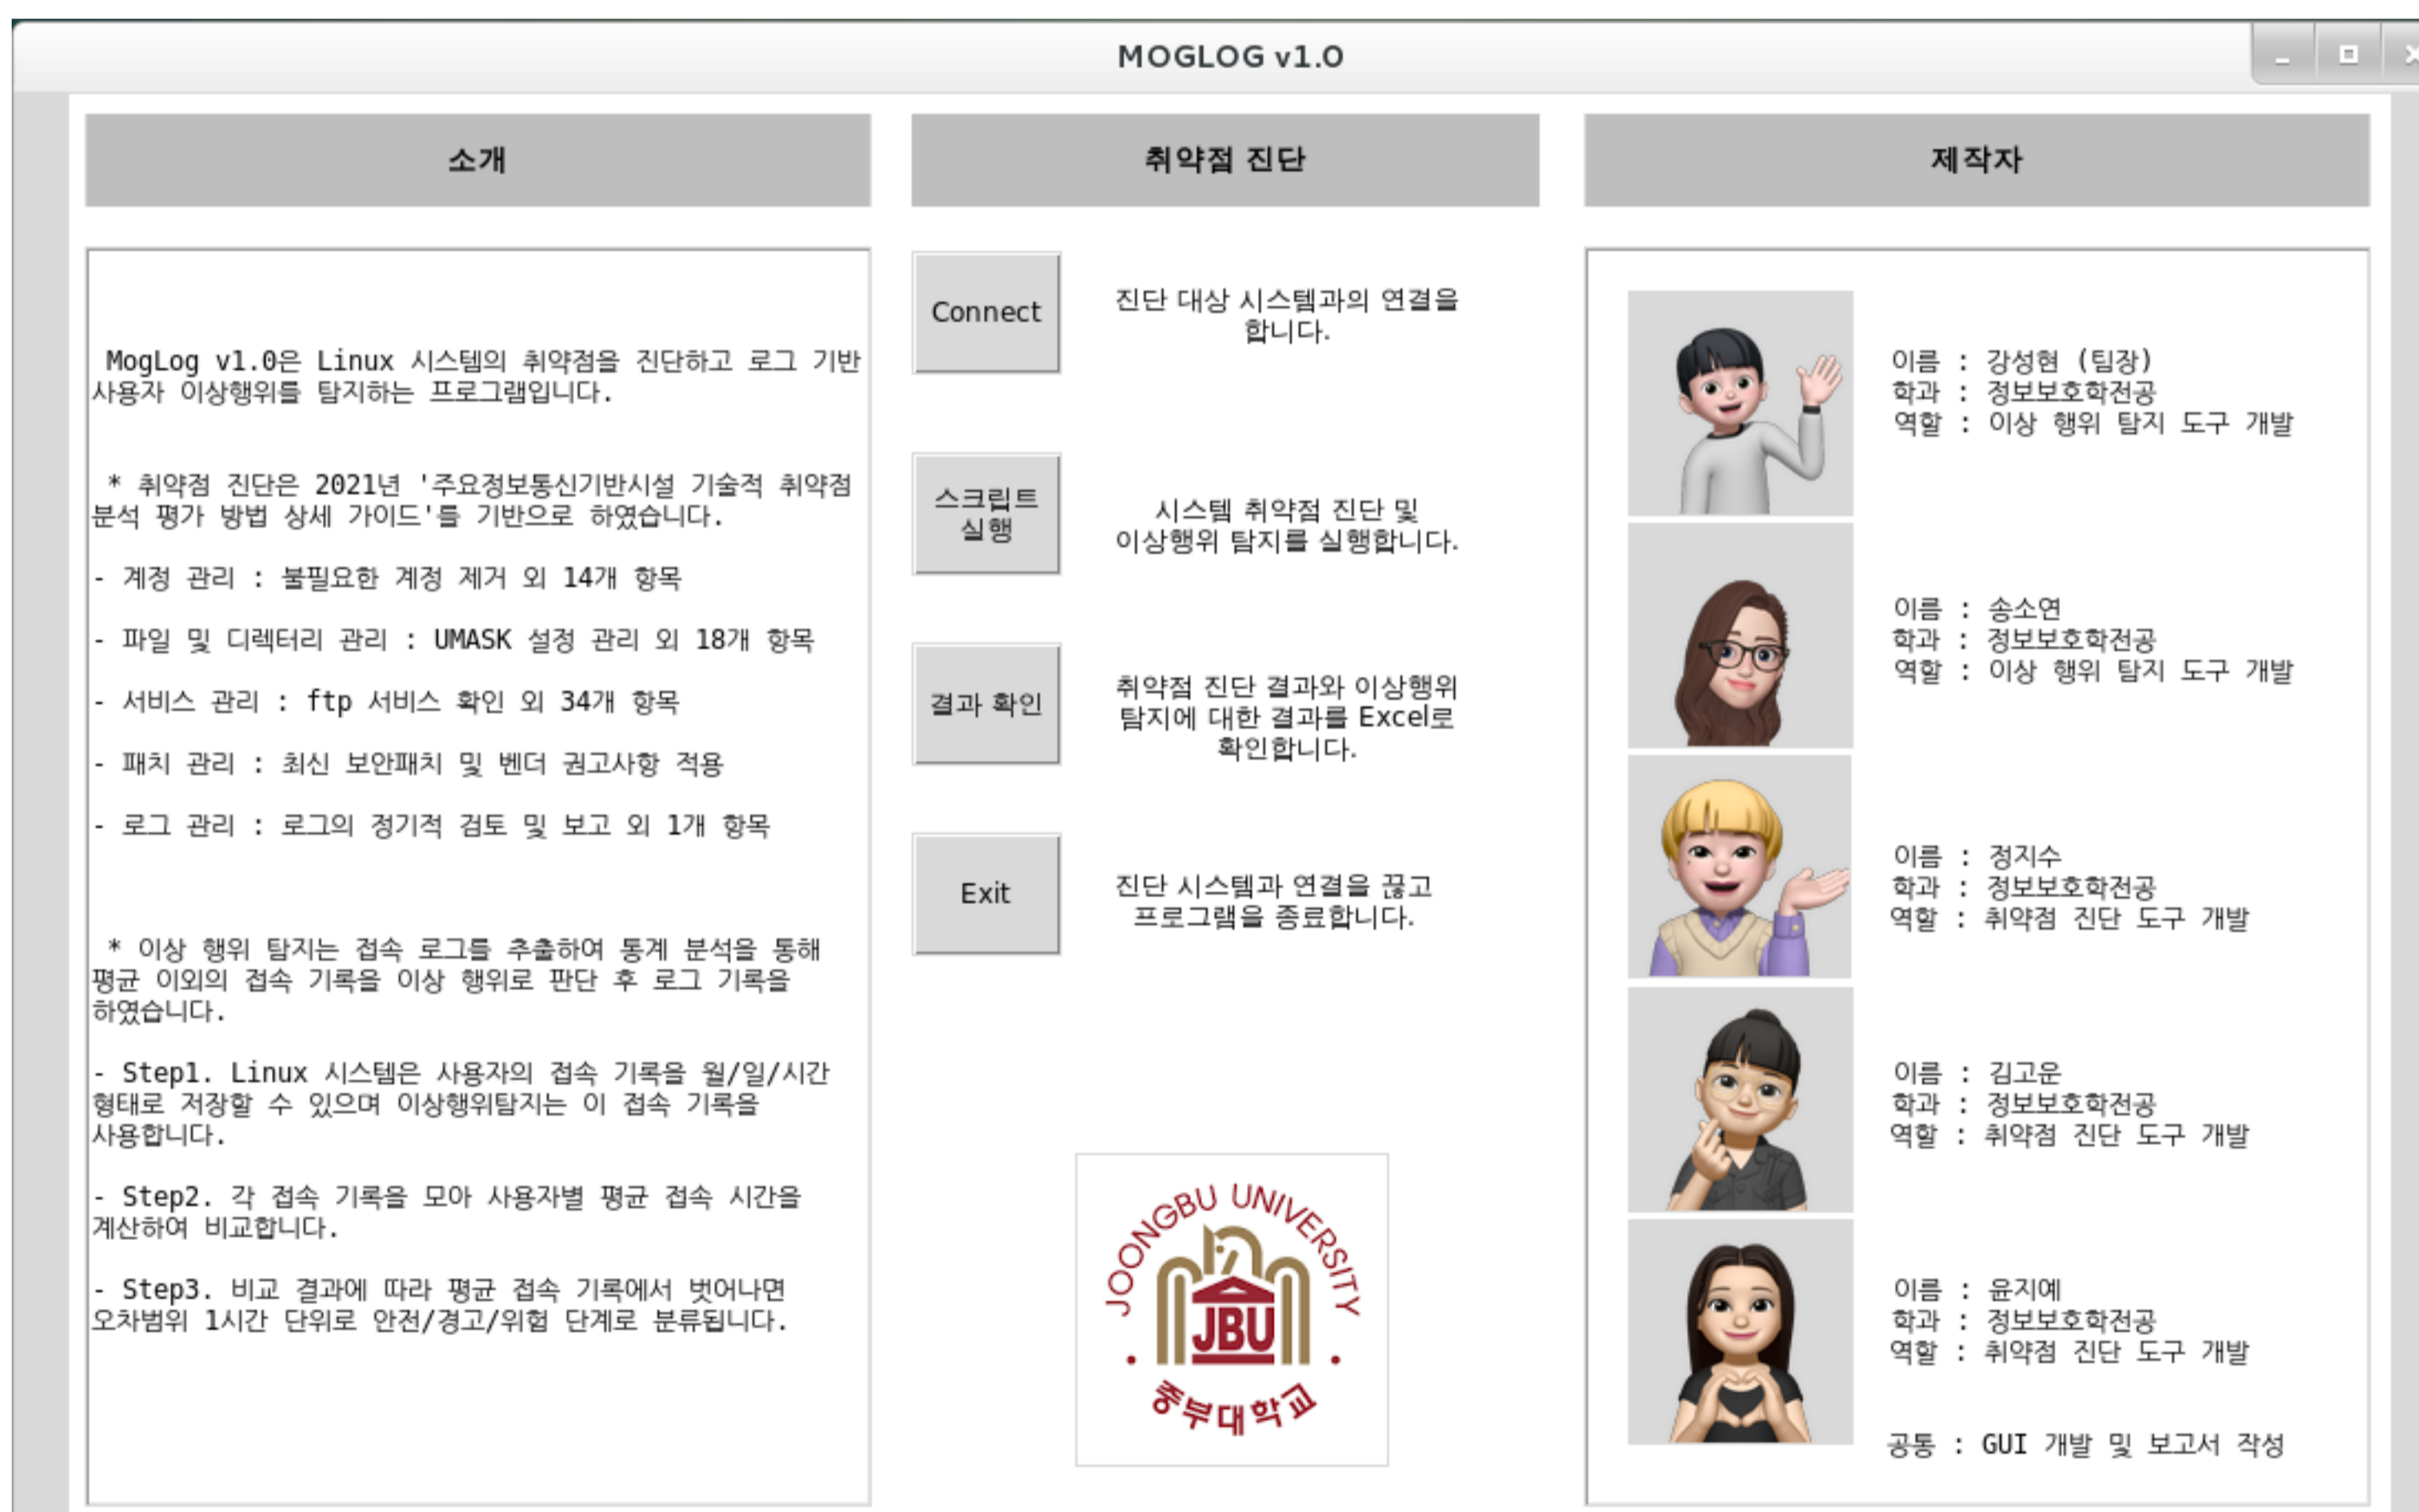 MOGLOG v1.0
소개
MogLog v1.0은 Linux 시스템의 취약점을 진단하고 로그 기반
사용자 이상행위를 탐지하는 프로그램입니다.
* 취약점 진단은 2021년 '주요정보통신기반시설 기술적 취약점
분석 평가 방법 상세 가이드'를 기반으로 하였습니다.
- 계정 관리 : 불필요한 계정 제거 외 14개 항목
- 파일 및 디렉터리 관리 : UMASK 설정 관리 외 18개 항목
- 서비스 관리 : ftp 서비스 확인 외 34개 항목
- 패치 관리 : 최신 보안패치 및 벤더 권고사항 적용
- 로그 관리 : 로그의 정기적 검토 및 보고 외 1개 항목
* 이상 행위 탐지는 접속 로그를 추출하여 통계 분석을 통해
평균 이외의 접속 기록을 이상 행위로 판단 후 로그 기록을
하였습니다.
- Step1. Linux 시스템은 사용자의 접속 기록을 월/일/시간
형태로 저장할 수 있으며 이상행위탐지는 이 접속 기록을
사용합니다.
- Step2. 각 접속 기록을 모아 사용자별 평균 접속 시간을
계산하여 비교합니다.
- Step3. 비교 결과에 따라 평균 접속 기록에서 벗어나면
오차범위 1시간 단위로 안전/경고/위험 단계로 분류됩니다.
취약점 진단
Connect
진단 대상 시스템과의 연결을
합니다.
스크립트
실행
시스템 취약점 진단 및
이상행위 탐지를 실행합니다.
결과 확인
취약점 진단 결과와 이상행위
탐지에 대한 결과를 Excel로
확인합니다.
Exit
진단 시스템과 연결을 끊고
프로그램을 종료합니다.
JOONGBU UNIVERSITY
JBU
중부대학교
제작자
이름 : 강성현 (팀장)
학과 : 정보보호학전공
역할 : 이상 행위 탐지 도구 개발
이름 : 송소연
학과 : 정보보호학전공
역할 : 이상 행위 탐지 도구 개발
이름 : 정지수
학과 : 정보보호학전공
역할 : 취약점 진단 도구 개발
이름 : 김고운
학과 : 정보보호학전공
역할 : 취약점 진단 도구 개발
이름 : 윤지예
학과 : 정보보호학전공
역할 : 취약점 진단 도구 개발
공통 : GUI 개발 및 보고서 작성